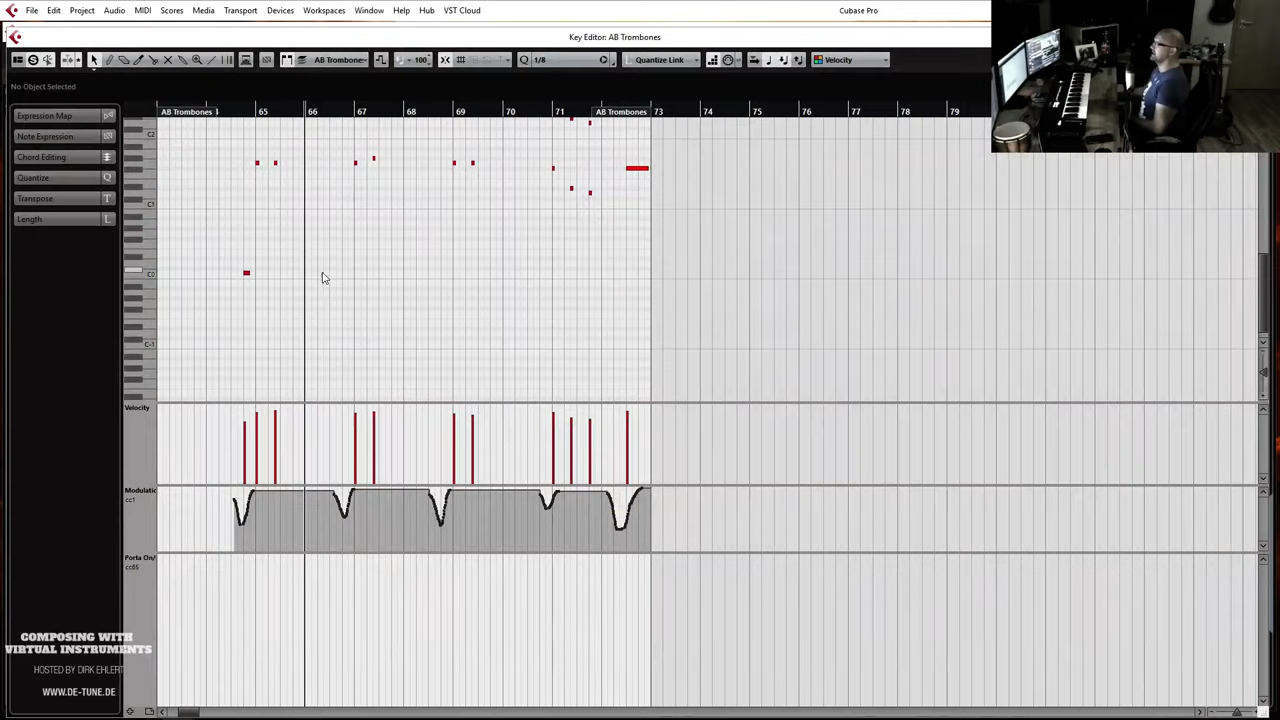 File Edit Project Audio MIDI Scores Media Transport Devices Workspaces Window Help Hub VST Cloud Cubase Pro
Key Editor: AB Trombones
AB Trombone 100 Q 1/8 Quantize Link Velocity
No Object Selected
AB Trombones 65 66 67 68 69 70 71 AB Trombones 73 74 75 76 77 78 79
Expression Map
Note Expression
Chord Editing
Quantize Q
Transpose T
Length L
C2
C1
C0
C-1
Velocity
Modulatic
cc1
Porta On/
cc65
COMPOSING WITH
VIRTUAL INSTRUMENTS
HOSTED BY DIRK EHLERT
WWW.DE-TUNE.DE